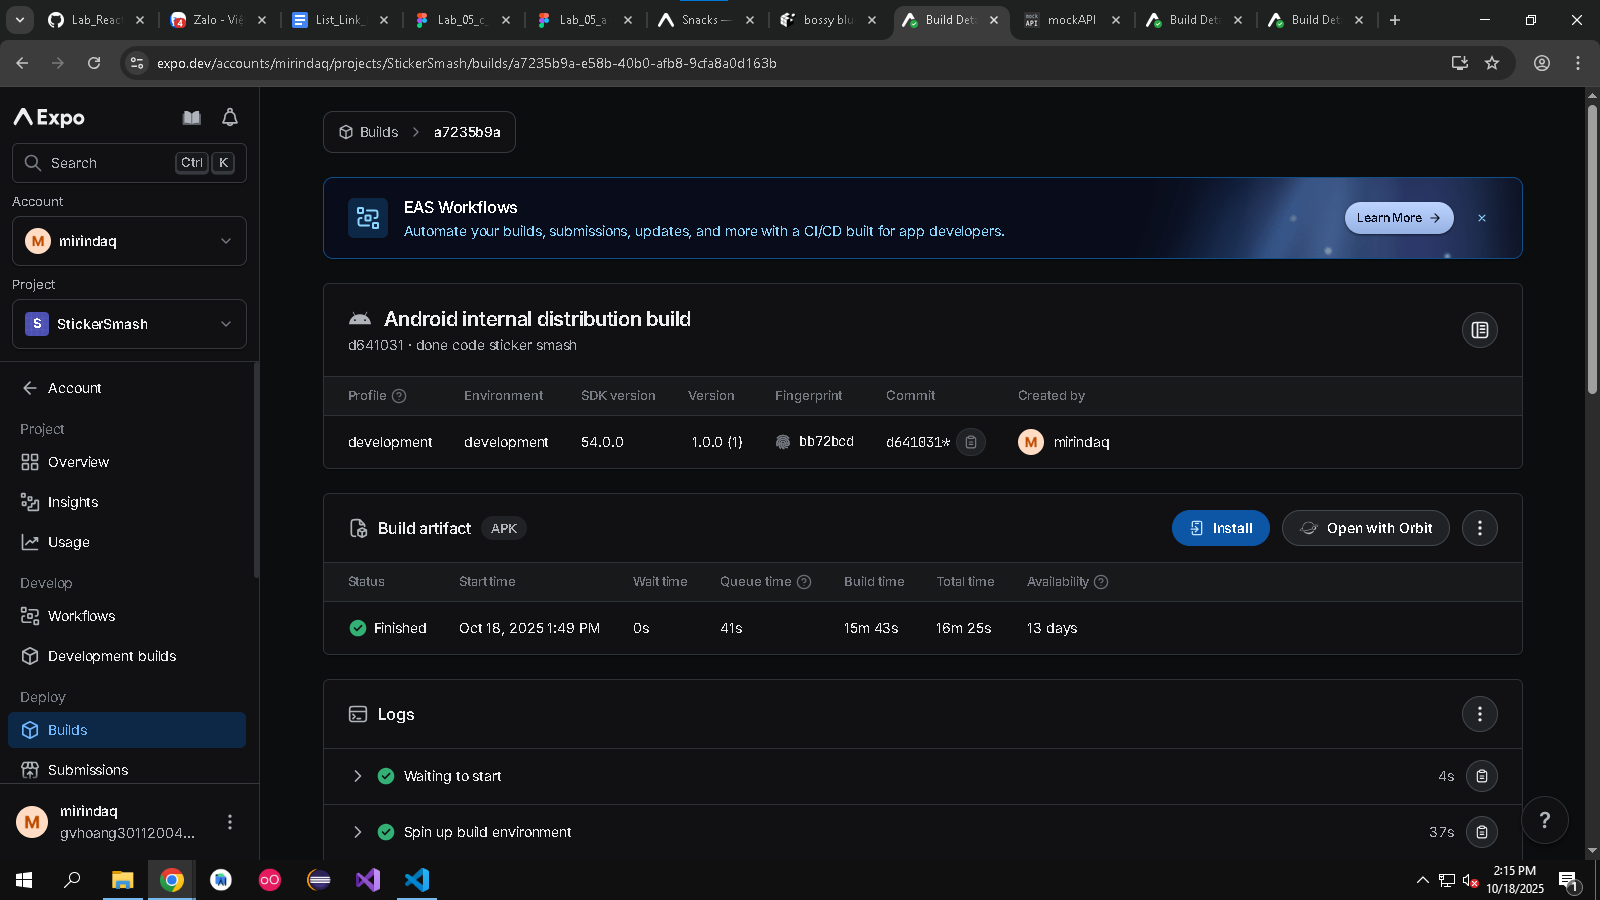 Lab_React
Zalo - Việ
List_Link_
Lab_05_c_
Lab_05_a
Snacks —
bossy blu
Build Deta
mockAPI
Build Deta
Build Deta
expo.dev/accounts/mirindaq/projects/StickerSmash/builds/a7235b9a-e58b-40b0-afb8-9cfa8a0d163b
Expo
Search Ctrl K
Account
M mirindaq
Project
S StickerSmash
Account
Project
Overview
Insights
Usage
Develop
Workflows
Development builds
Deploy
Builds
Submissions
M mirindaq
gvhoang30112004...
Builds > a7235b9a
EAS Workflows
Automate your builds, submissions, updates, and more with a CI/CD built for app developers.
Learn More →
Android internal distribution build
d641031 · done code sticker smash
Profile Environment SDK version Version Fingerprint Commit Created by
development development 54.0.0 1.0.0 (1) bb72bcd d641031* M mirindaq
Build artifact APK Install Open with Orbit
Status Start time Wait time Queue time Build time Total time Availability
Finished Oct 18, 2025 1:49 PM 0s 41s 15m 43s 16m 25s 13 days
Logs
Waiting to start 4s
Spin up build environment 37s
?
2:15 PM
10/18/2025
1